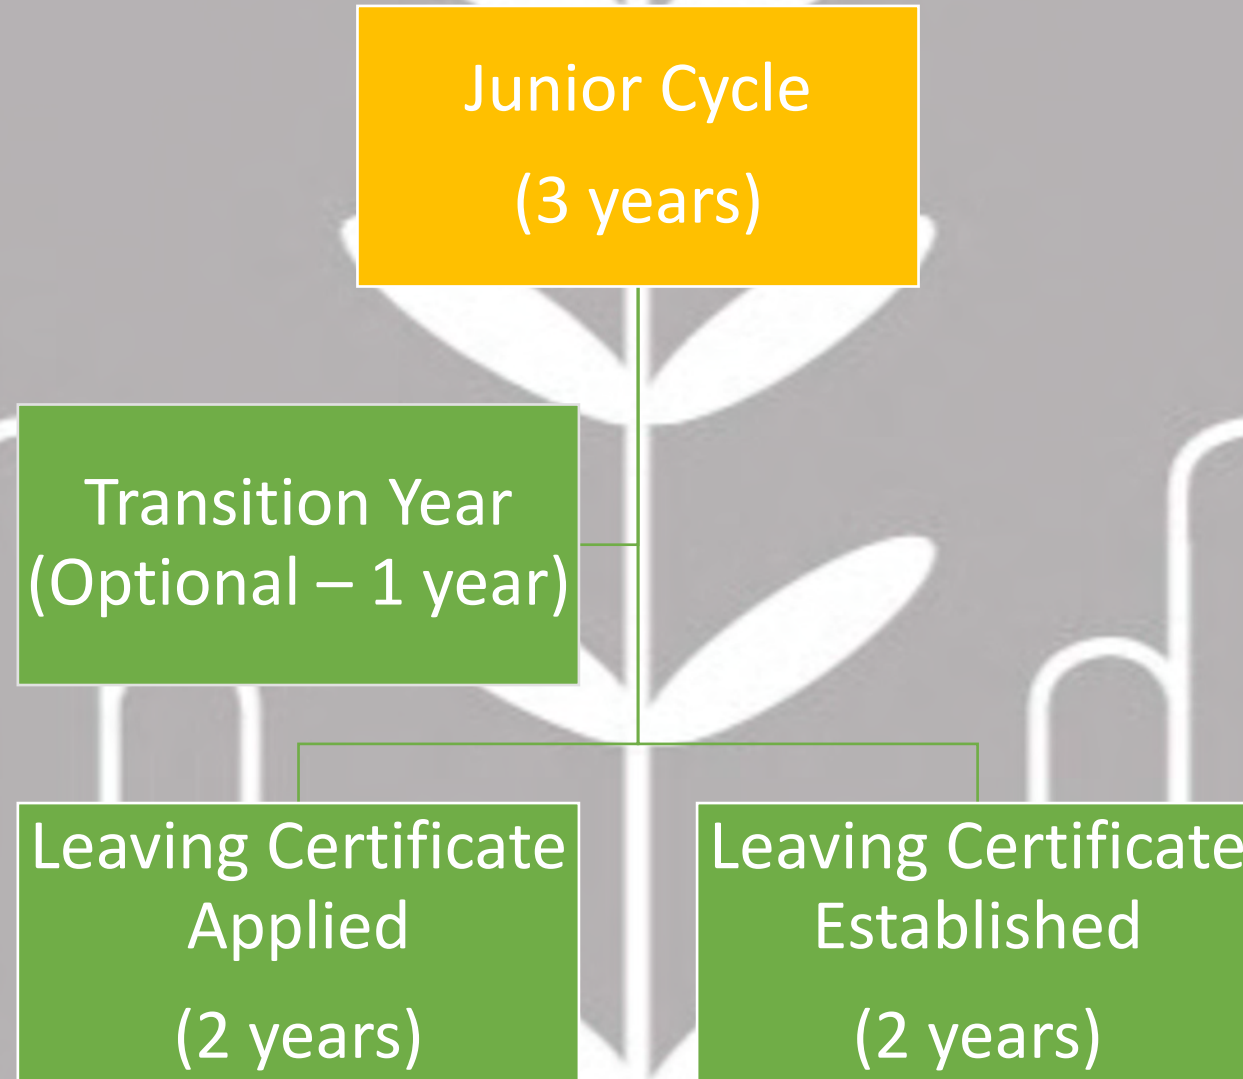 Junior Cycle
(3 years)
Transition Year
(Optional – 1 year)
Leaving Certificate
Applied
(2 years)
Leaving Certificate
Established
(2 years)